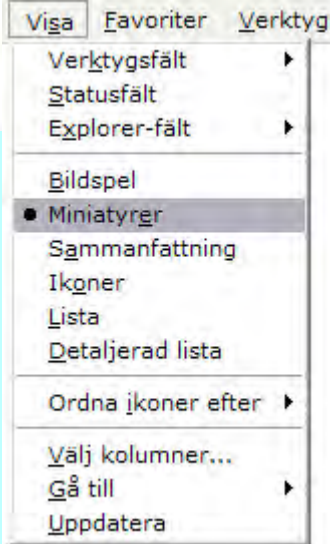 Visa Favoriter Verktyg
Verktygsfält
Statusfält
Explorer-fält
Bildspel
Miniatyrer
Sammanfattning
Ikoner
Lista
Detaljerad lista
Ordna ikoner efter
Välj kolumner...
Gå till
Uppdatera